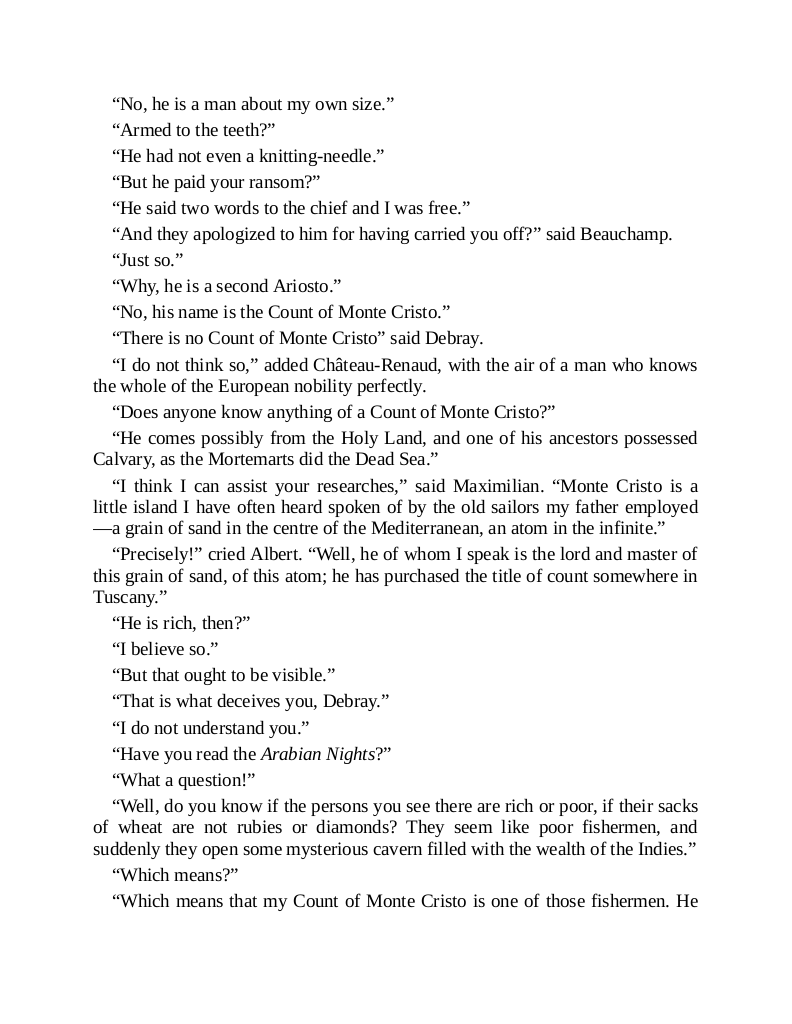 “No, he is a man about my own size.”
“Armed to the teeth?”
“He had not even a knitting-needle.”
“But he paid your ransom?”
“He said two words to the chief and I was free.”
“And they apologized to him for having carried you off?” said Beauchamp.
“Just so.”
“Why, he is a second Ariosto.”
“No, his name is the Count of Monte Cristo.”
“There is no Count of Monte Cristo” said Debray.
“I do not think so,” added Château-Renaud, with the air of a man who knows
the whole of the European nobility perfectly.
“Does anyone know anything of a Count of Monte Cristo?”
“He comes possibly from the Holy Land, and one of his ancestors possessed
Calvary, as the Mortemarts did the Dead Sea.”
“I think I can assist your researches,” said Maximilian. “Monte Cristo is a
little island I have often heard spoken of by the old sailors my father employed
—a grain of sand in the centre of the Mediterranean, an atom in the infinite.”
“Precisely!” cried Albert. “Well, he of whom I speak is the lord and master of
this grain of sand, of this atom; he has purchased the title of count somewhere in
Tuscany.”
“He is rich, then?”
“I believe so.”
“But that ought to be visible.”
“That is what deceives you, Debray.”
“I do not understand you.”
“Have you read the Arabian Nights?”
“What a question!”
“Well, do you know if the persons you see there are rich or poor, if their sacks
of wheat are not rubies or diamonds? They seem like poor fishermen, and
suddenly they open some mysterious cavern filled with the wealth of the Indies.”
“Which means?”
“Which means that my Count of Monte Cristo is one of those fishermen. He